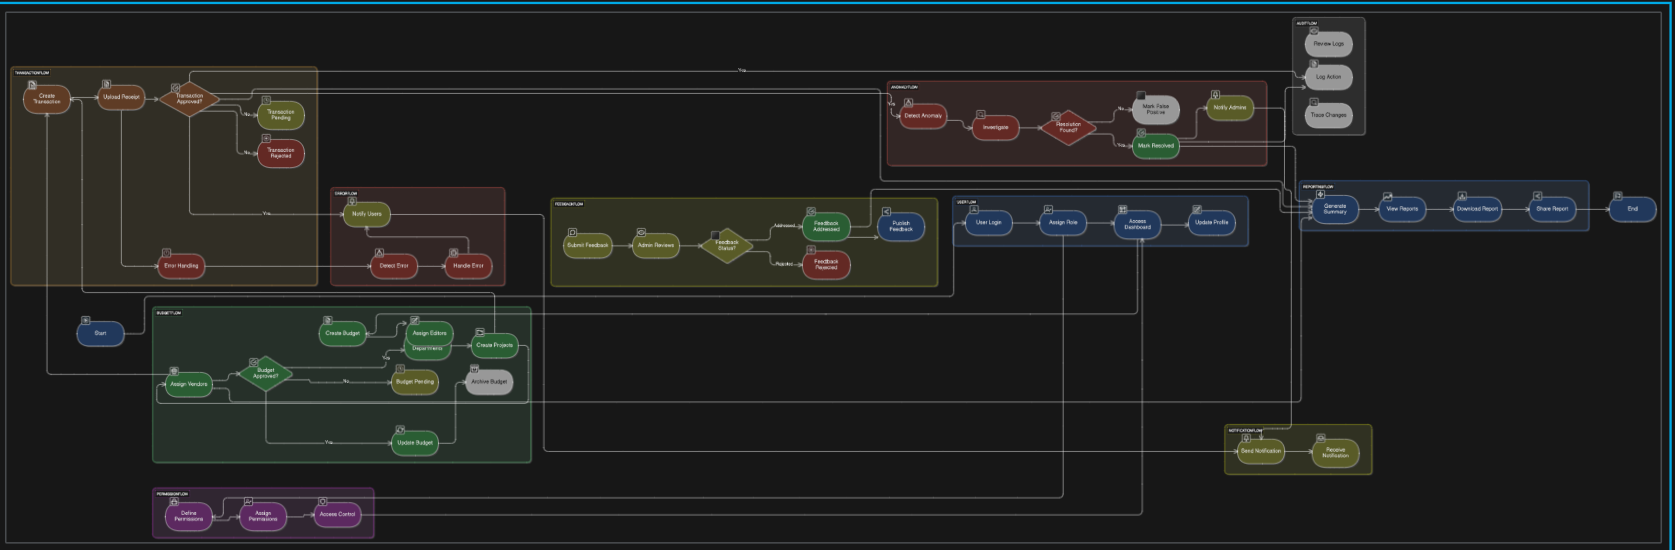 AUDITFLOW
Review Logs
Log Action
Trace Changes
TRANSACTIONFLOW
Create
Transaction
Upload Receipt
Transaction
Approved?
Yes
No
Transaction
Pending
No
Transaction
Rejected
Yes
Error Handling
ANOMALYFLOW
Yes
Detect Anomaly
Investigate
Resolution
Found?
No
Mark False
Positive
Yes
Mark Resolved
Notify Admins
ERRORFLOW
Notify Users
Detect Error
Handle Error
FEEDBACKFLOW
Submit Feedback
Admin Reviews
Feedback
Status?
Addressed
Feedback
Addressed
Rejected
Feedback
Rejected
Publish
Feedback
USERFLOW
User Login
Assign Role
Access
Dashboard
Update Profile
REPORTINGFLOW
Generate
Summary
View Reports
Download Report
Share Report
End
Start
BUDGETFLOW
Create Budget
Assign Editors
Create Projects
Assign Vendors
Budget
Approved?
Yes
No
Budget Pending
Archive Budget
Yes
Update Budget
NOTIFICATIONFLOW
Send Notification
Receive
Notification
PERMISSIONFLOW
Define
Permissions
Assign
Permissions
Access Control